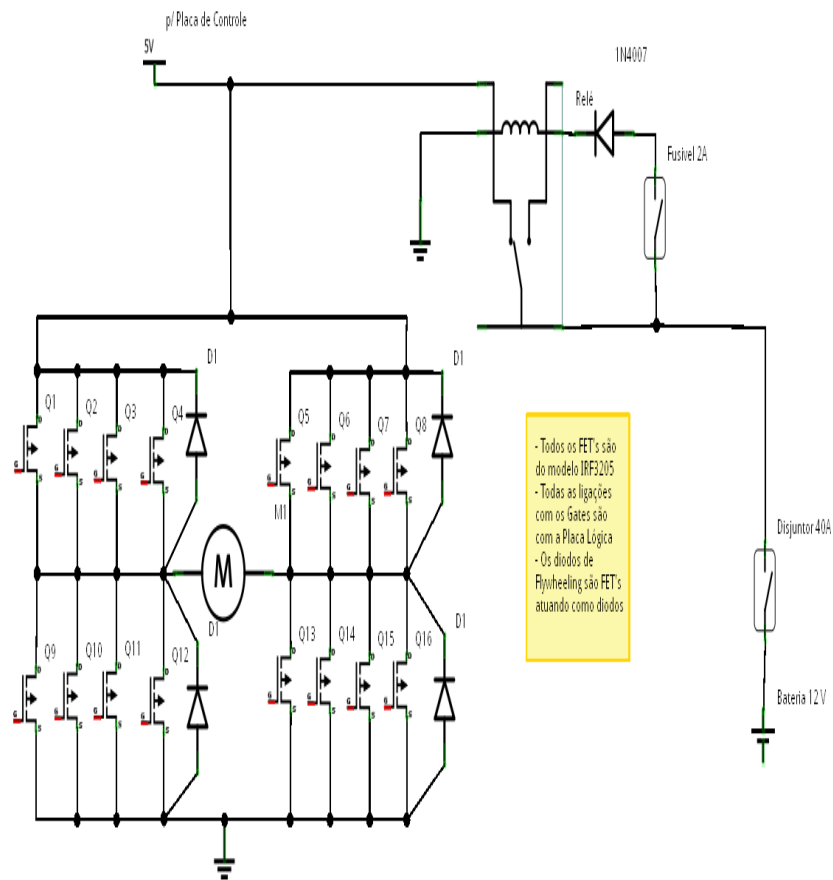 p/ Placa de Controle
5V
1N4007
Relé
Fusível 2A
D1
D1
Q1
Q2
Q3
Q4
Q5
Q6
Q7
Q8
D
D
D
D
D
D
D
D
G
G
G
G
G
G
G
G
S
S
S
S
S
S
S
S
- Todos os FET's são
do modelo IRF3205
- Todas as ligações
com os Gates são
com a Placa Lógica
- Os diodos de
Flywheeling são FET's
atuando como diodos
M1
M
Disjuntor 40A
D1
D1
Q9
Q10
Q11
Q12
Q13
Q14
Q15
Q16
D
D
D
D
D
D
D
D
G
G
G
G
G
G
G
G
S
S
S
S
S
S
S
S
Bateria 12 V